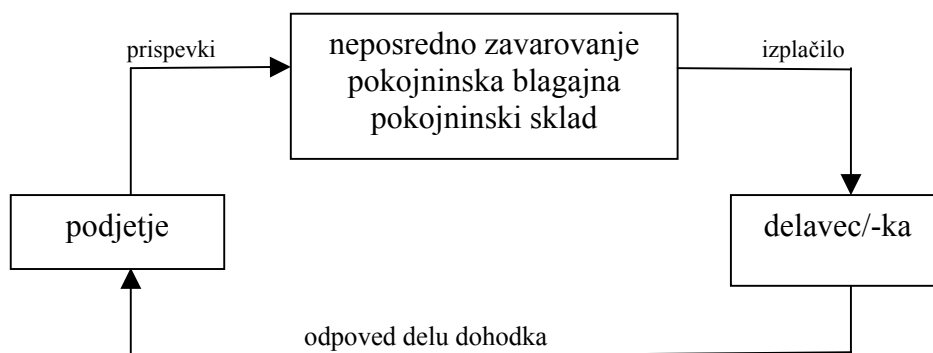 prispevki
neposredno zavarovanje
pokojninska blagajna
pokojninski sklad
izplačilo
podjetje
delavec/-ka
odpoved delu dohodka